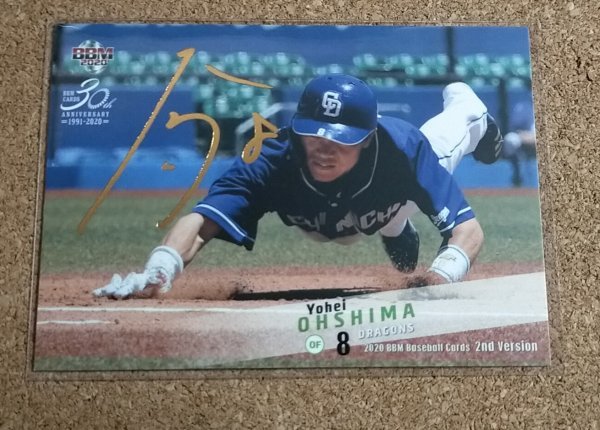 BBM
2020
BBM
CARDS 30th
ANNIVERSARY
1991-2020
CD
CHUNICHI
Yohei
OHSHIMA
DRAGONS
OF 8
2020 BBM Baseball Cards 2nd Version